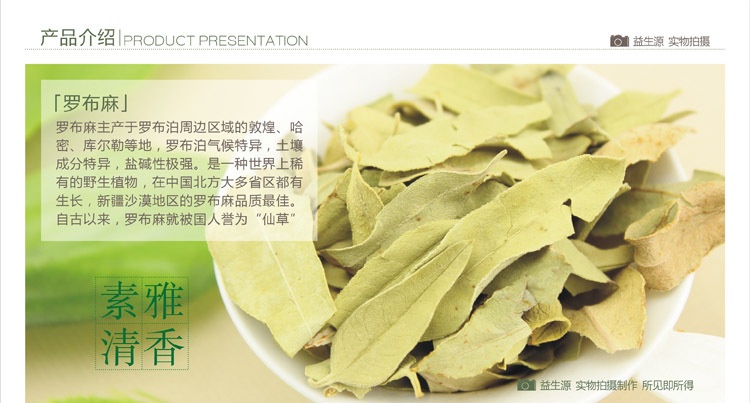 产品介绍|PRODUCT PRESENTATION
益生源 实物拍摄
「罗布麻」
罗布麻主产于罗布泊周边区域的敦煌、哈
密、库尔勒等地，罗布泊气候特异，土壤
成分特异，盐碱性极强。是一种世界上稀
有的野生植物，在中国北方大多省区都有
生长，新疆沙漠地区的罗布麻品质最佳。
自古以来，罗布麻就被国人誉为“仙草”
素雅
清香
益生源 实物拍摄制作 所见即所得